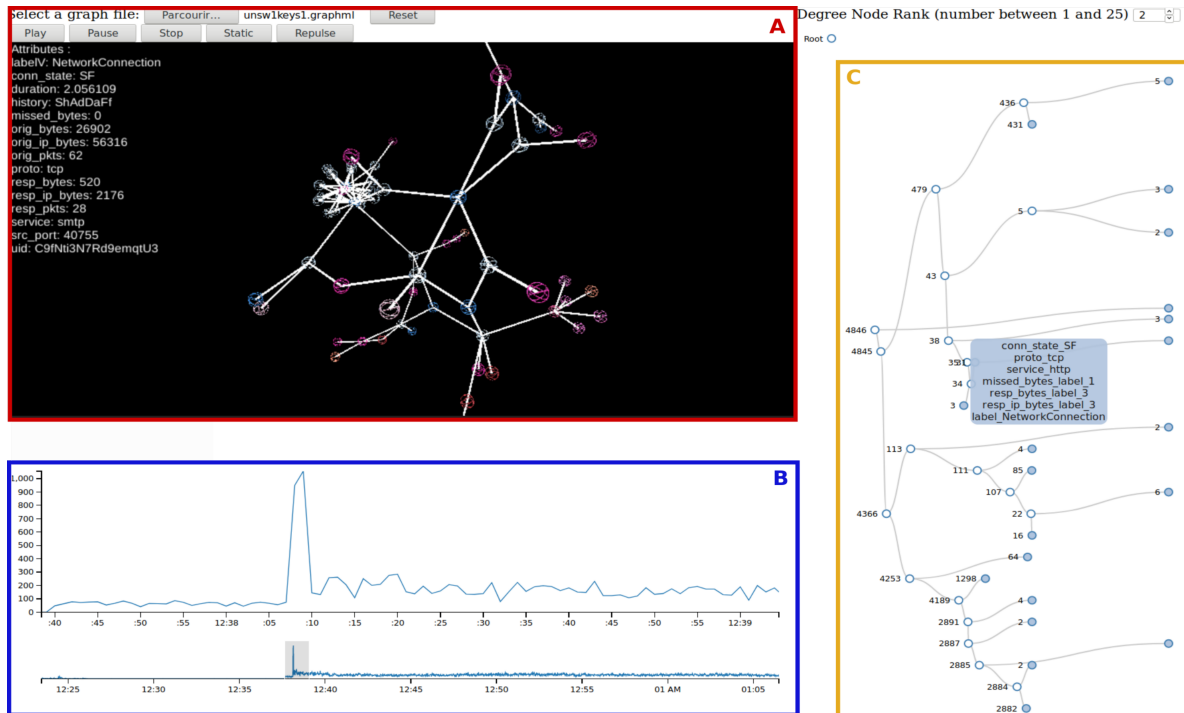 Select a graph file: Parcourir... unsw1keys1.graphml Reset
Play Pause Stop Static Repulse
A
Attributes :
labelV: NetworkConnection
conn_state: SF
duration: 2.056109
history: ShAdDaFf
missed_bytes: 0
orig_bytes: 26902
orig_ip_bytes: 56316
orig_pkts: 62
proto: tcp
resp_bytes: 520
resp_ip_bytes: 2176
resp_pkts: 28
service: smtp
src_port: 40755
uid: C9fNti3N7Rd9emqtU3
B
1,000
900
800
700
600
500
400
300
200
100
0
:40 :45 :50 :55 12:38 :05 :10 :15 :20 :25 :30 :35 :40 :45 :50 :55 12:39
12:25 12:30 12:35 12:40 12:45 12:50 12:55 01 AM 01:05
Degree Node Rank (number between 1 and 25) 2
Root
C
5
436
431
479
3
5
2
43
4846
3
38
4845
35
31
34
3
conn_state_SF
proto_tcp
service_http
missed_bytes_label_1
resp_bytes_label_3
resp_ip_bytes_label_3
label_NetworkConnection
2
113
4
111
85
107
6
4366
22
16
64
4253
1298
4189
4
2891
2
2887
2885
2
2884
2882